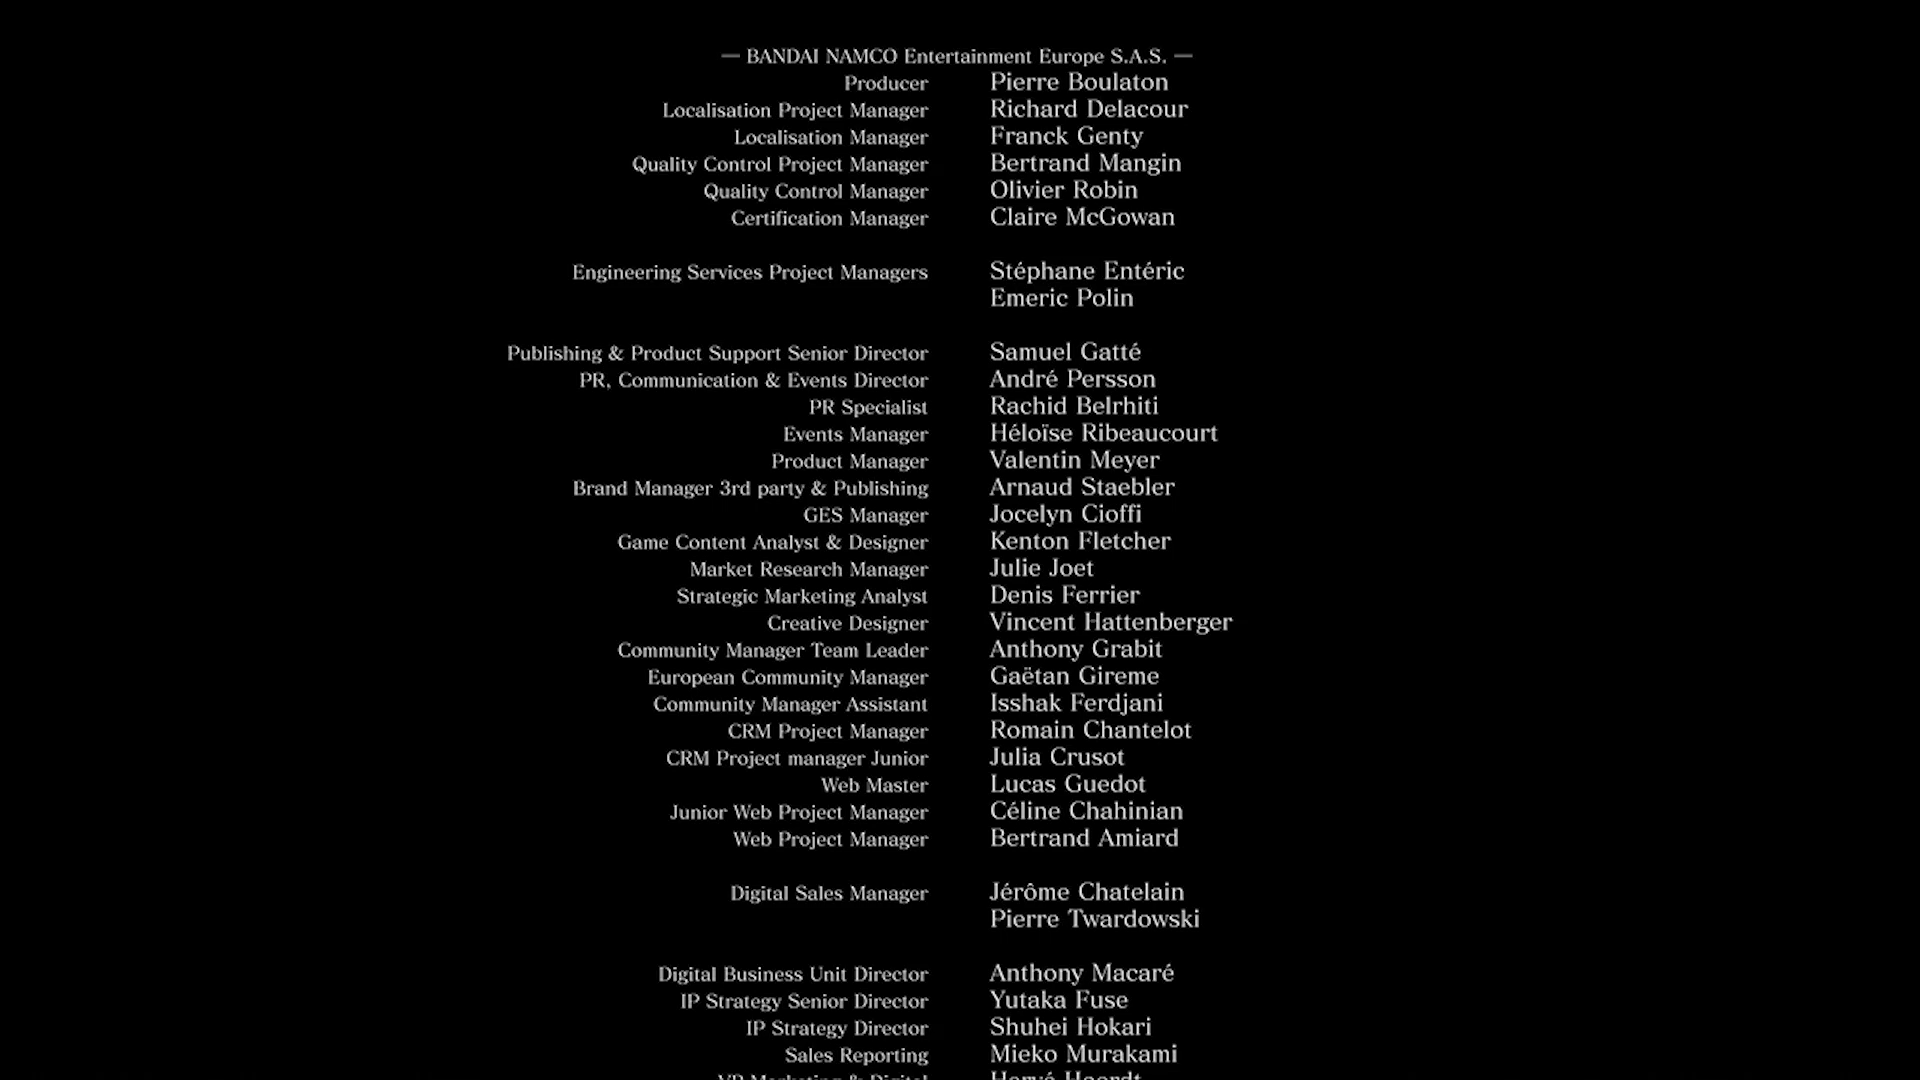 — BANDAI NAMCO Entertainment Europe S.A.S. —
Producer Pierre Boulaton
Localisation Project Manager Richard Delacour
Localisation Manager Franck Genty
Quality Control Project Manager Bertrand Mangin
Quality Control Manager Olivier Robin
Certification Manager Claire McGowan
Engineering Services Project Managers Stéphane Entéric
Emeric Polin
Publishing & Product Support Senior Director Samuel Gatté
PR, Communication & Events Director André Persson
PR Specialist Rachid Belrhiti
Events Manager Héloïse Ribeaucourt
Product Manager Valentin Meyer
Brand Manager 3rd party & Publishing Arnaud Staebler
GES Manager Jocelyn Cioffi
Game Content Analyst & Designer Kenton Fletcher
Market Research Manager Julie Joet
Strategic Marketing Analyst Denis Ferrier
Creative Designer Vincent Hattenberger
Community Manager Team Leader Anthony Grabit
European Community Manager Gaëtan Gireme
Community Manager Assistant Isshak Ferdjani
CRM Project Manager Romain Chantelot
CRM Project manager Junior Julia Crusot
Web Master Lucas Guedot
Junior Web Project Manager Céline Chahinian
Web Project Manager Bertrand Amiard
Digital Sales Manager Jérôme Chatelain
Pierre Twardowski
Digital Business Unit Director Anthony Macaré
IP Strategy Senior Director Yutaka Fuse
IP Strategy Director Shuhei Hokari
Sales Reporting Mieko Murakami
VP Marketing & Digital Hervé Hoerdt